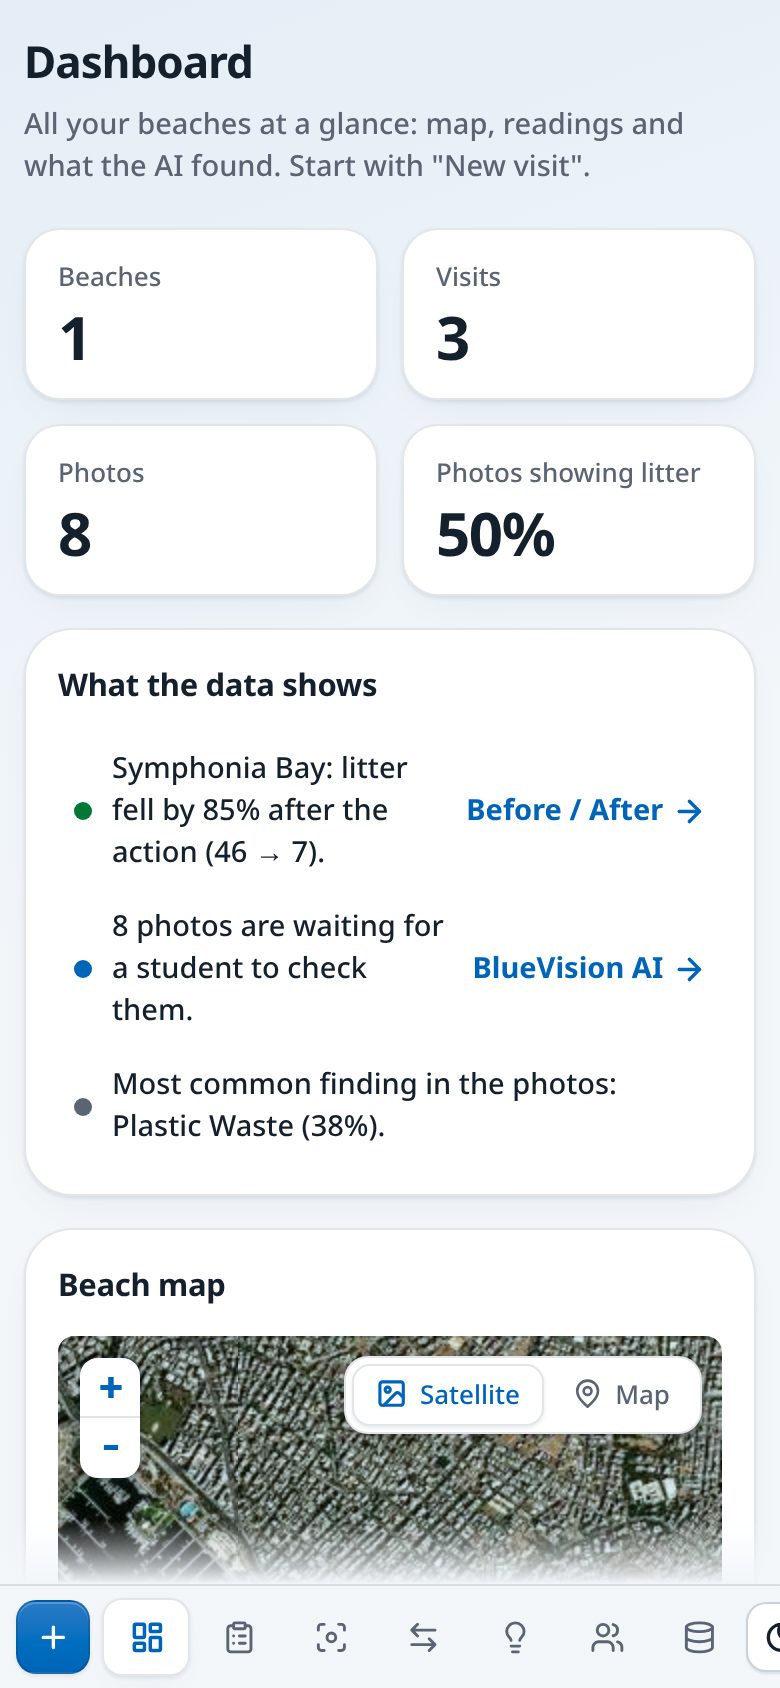 Dashboard
All your beaches at a glance: map, readings and
what the AI found. Start with "New visit".
Beaches
1
Visits
3
Photos
8
Photos showing litter
50%
What the data shows
Symphonia Bay: litter
fell by 85% after the
action (46 → 7).
Before / After →
8 photos are waiting for
a student to check
them.
BlueVision AI →
Most common finding in the photos:
Plastic Waste (38%).
Beach map
+
-
Satellite
Map
+